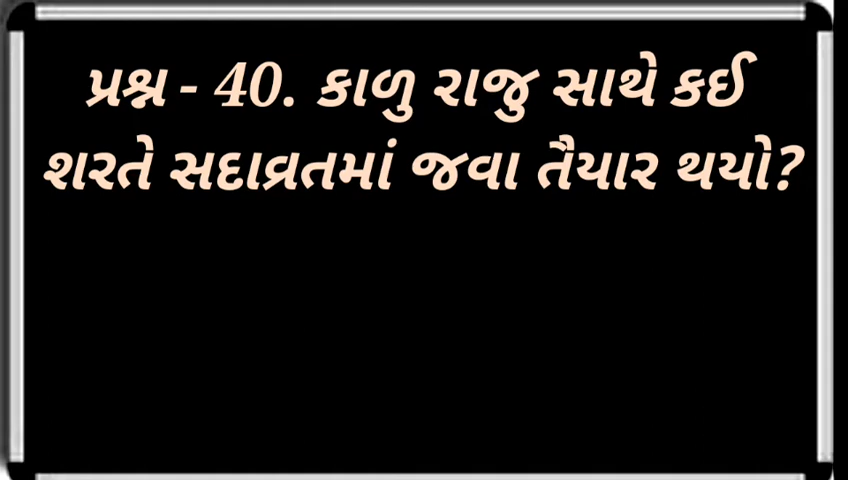 પ્રશ્ન - 40. કાળુ રાજુ સાથે કઈ
શરતે સદાવ્રતમાં જવા તૈયાર થયો?